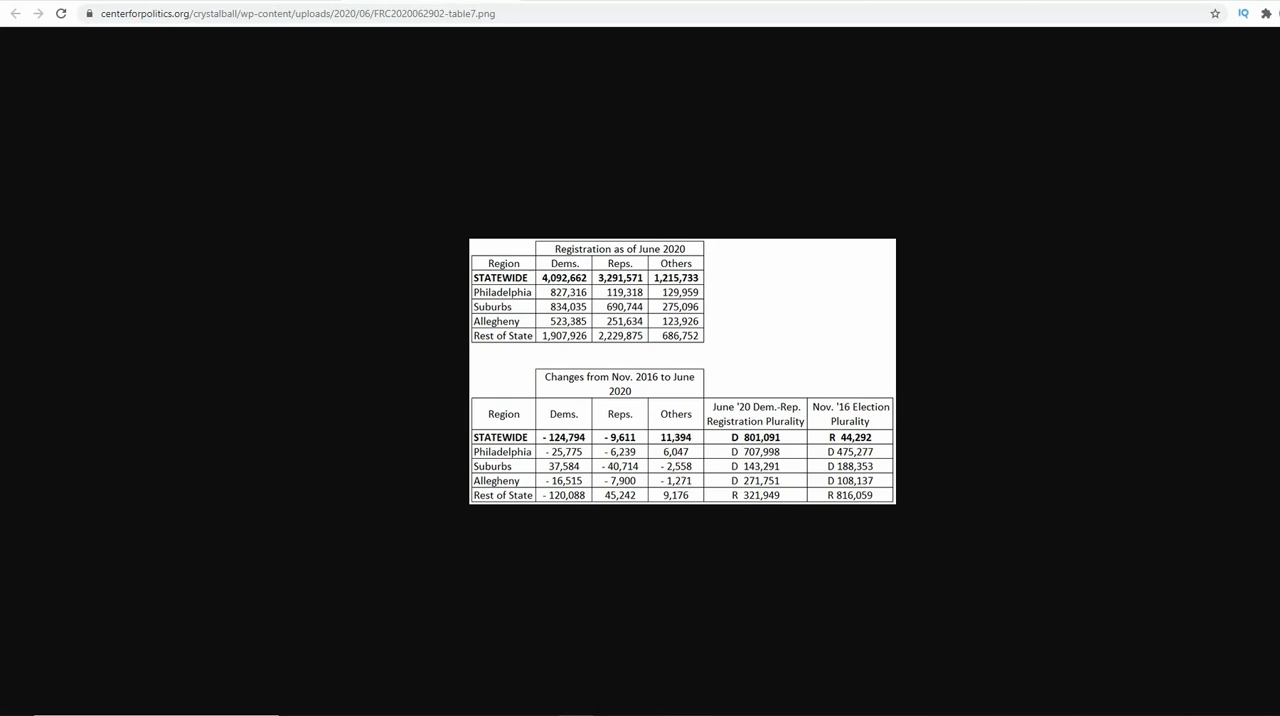 centerforpolitics.org/crystalball/wp-content/uploads/2020/06/FRC2020062902-table7.png
IQ
Registration as of June 2020
Region Dems. Reps. Others
STATEWIDE 4,092,662 3,291,571 1,215,733
Philadelphia 827,316 119,318 129,959
Suburbs 834,035 690,744 275,096
Allegheny 523,385 251,634 123,926
Rest of State 1,907,926 2,229,875 686,752
Changes from Nov. 2016 to June
2020
Region Dems. Reps. Others June '20 Dem.-Rep. Registration Plurality Nov. '16 Election Plurality
STATEWIDE - 124,794 - 9,611 11,394 D 801,091 R 44,292
Philadelphia - 25,775 - 6,239 6,047 D 707,998 D 475,277
Suburbs 37,584 - 40,714 - 2,558 D 143,291 D 188,353
Allegheny - 16,515 - 7,900 - 1,271 D 271,751 D 108,137
Rest of State - 120,088 45,242 9,176 R 321,949 R 816,059